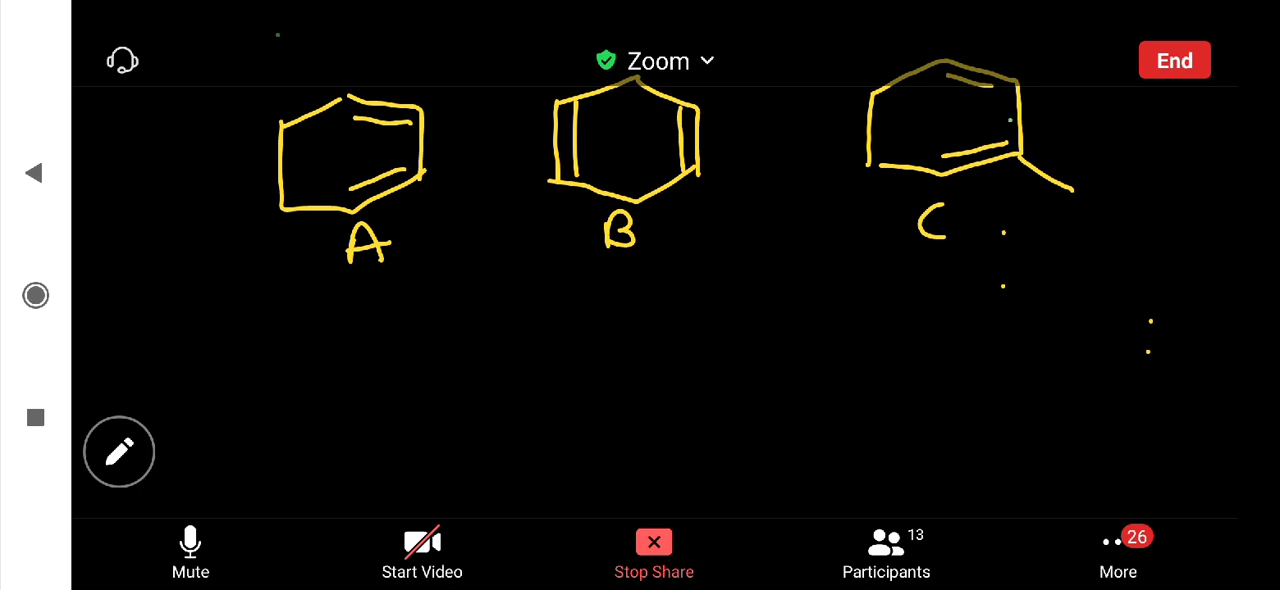 Zoom
End
A
B
C
Mute
Start Video
Stop Share
13
Participants
26
More